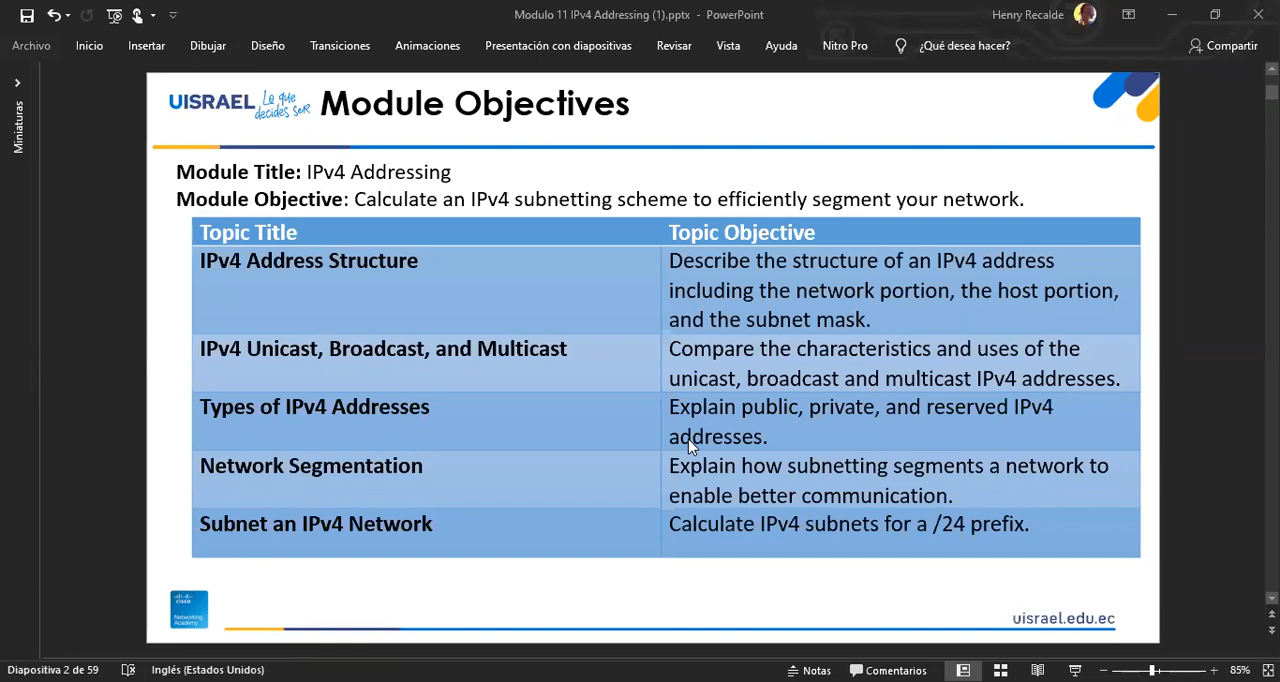 Modulo 11 IPv4 Addressing (1).pptx - PowerPoint
Henry Recalde
Archivo Inicio Insertar Dibujar Diseño Transiciones Animaciones Presentación con diapositivas Revisar Vista Ayuda Nitro Pro ¿Qué desea hacer? Compartir
Miniaturas
UISRAEL Lo que decides ser
Module Objectives
Module Title: IPv4 Addressing
Module Objective: Calculate an IPv4 subnetting scheme to efficiently segment your network.
Topic Title Topic Objective
IPv4 Address Structure Describe the structure of an IPv4 address
including the network portion, the host portion,
and the subnet mask.
IPv4 Unicast, Broadcast, and Multicast Compare the characteristics and uses of the
unicast, broadcast and multicast IPv4 addresses.
Types of IPv4 Addresses Explain public, private, and reserved IPv4
addresses.
Network Segmentation Explain how subnetting segments a network to
enable better communication.
Subnet an IPv4 Network Calculate IPv4 subnets for a /24 prefix.
CISCO
Networking
Academy
uisrael.edu.ec
Diapositiva 2 de 59 Inglés (Estados Unidos) Notas Comentarios 85%